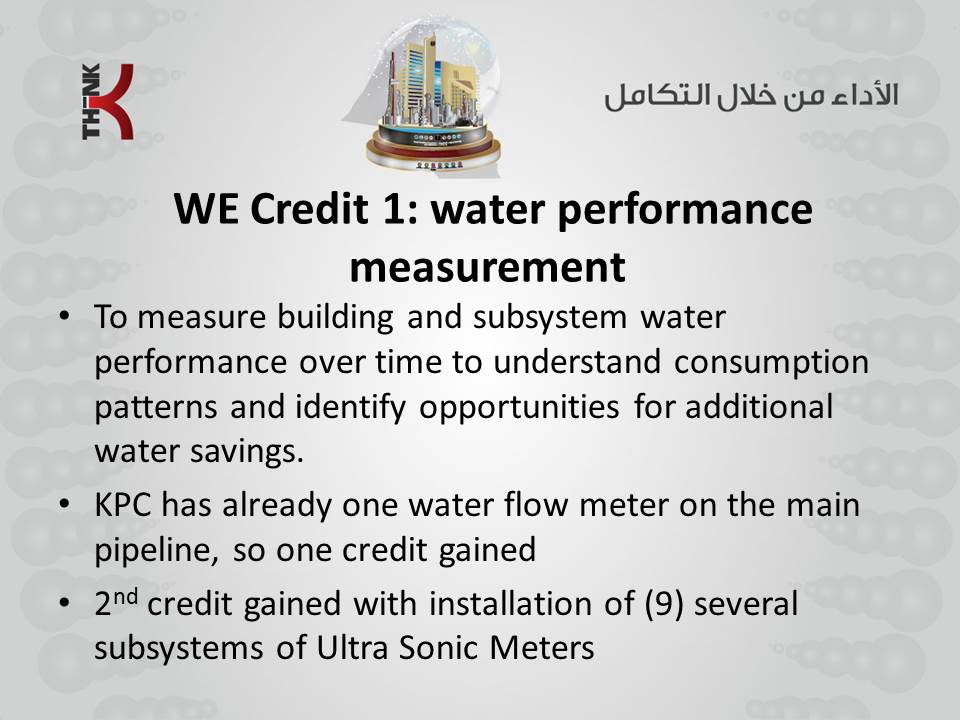 THINK
الأداء من خلال التكامل
WE Credit 1: water performance
measurement
• To measure building and subsystem water
performance over time to understand consumption
patterns and identify opportunities for additional
water savings.
• KPC has already one water flow meter on the main
pipeline, so one credit gained
• 2nd credit gained with installation of (9) several
subsystems of Ultra Sonic Meters